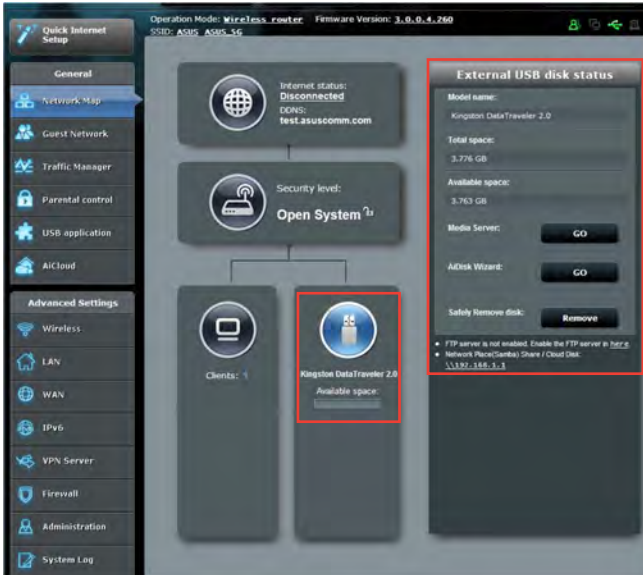 Quick Internet
Setup
Operation Mode: Wireless router Firmware Version: 3.0.0.4.260
SSID: ASUS ASUS_5G
General
Network Map
Guest Network
Traffic Manager
Parental control
USB application
AiCloud
Advanced Settings
Wireless
LAN
WAN
IPv6
VPN Server
Firewall
Administration
System Log
Internet status:
Disconnected
DDNS:
test.asuscomm.com
Security level:
Open System
Clients: 1
Kingston DataTraveler 2.0
Available space:
External USB disk status
Model name:
Kingston DataTraveler 2.0
Total space:
3.776 GB
Available space:
3.763 GB
Media Server:
GO
AiDisk Wizard:
GO
Safely Remove disk:
Remove
FTP server is not enabled. Enable the FTP server in here.
Network Place(Samba) Share / Cloud Disk:
\\192.168.1.1